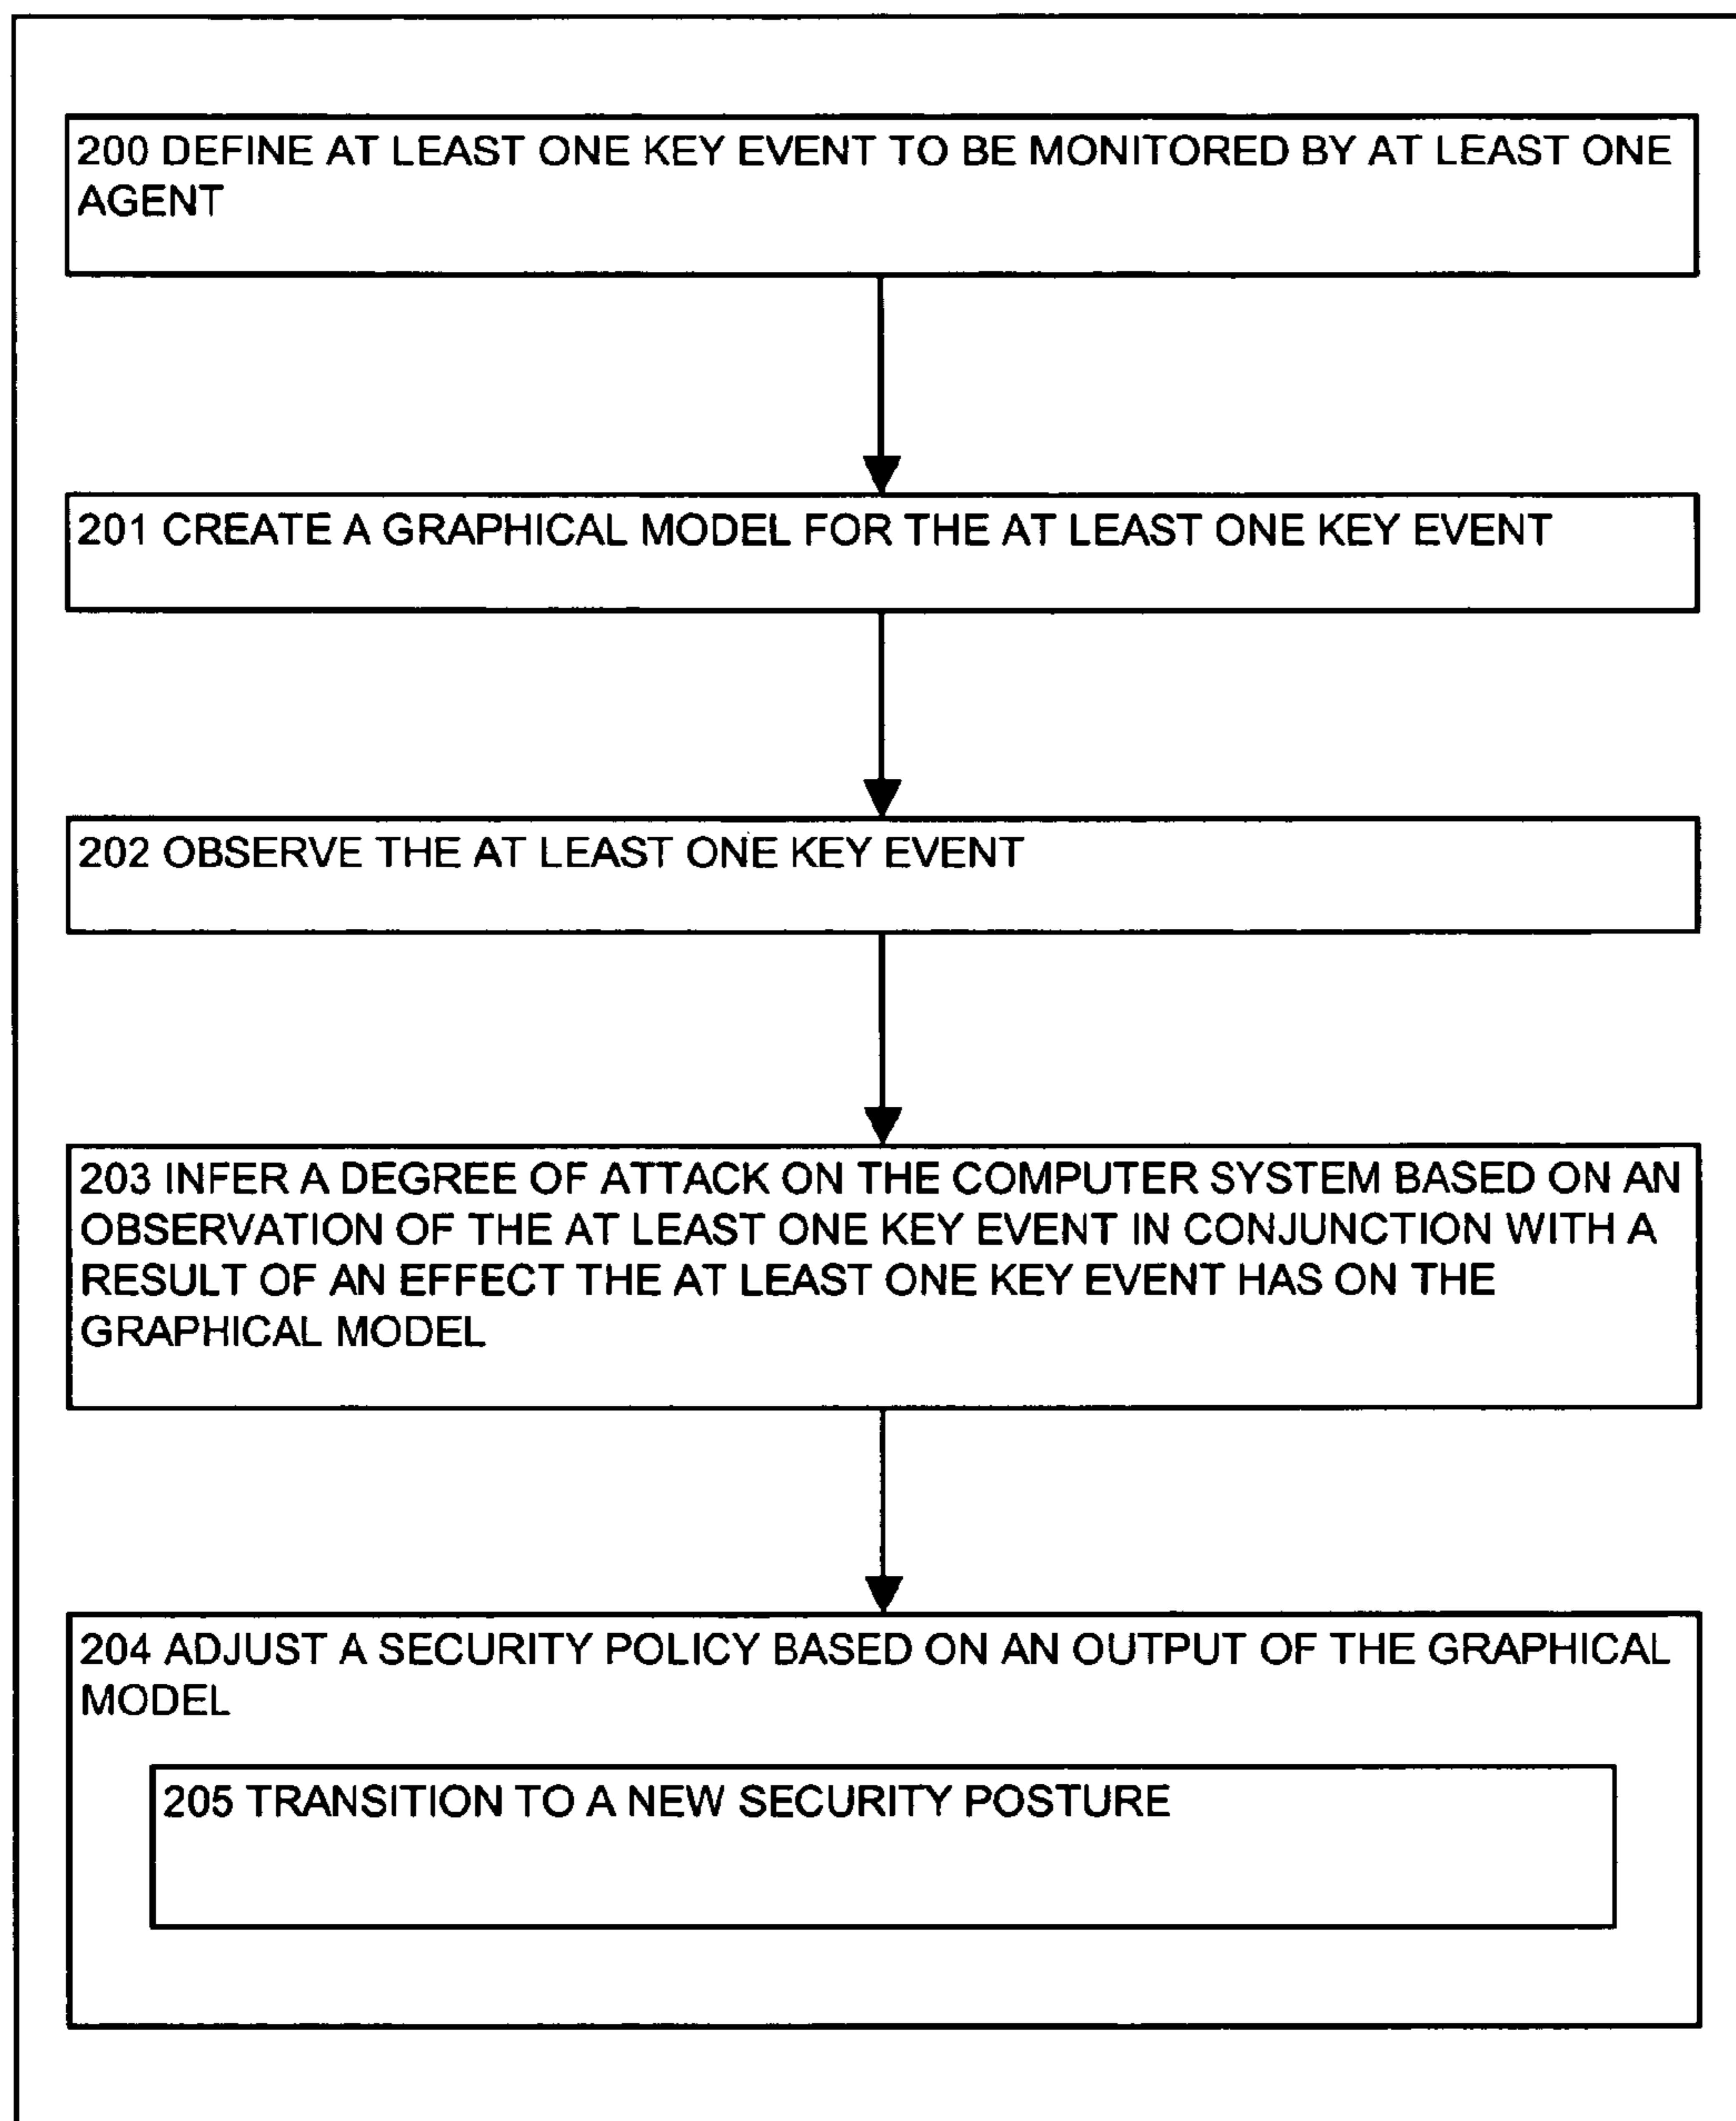 200 DEFINE AT LEAST ONE KEY EVENT TO BE MONITORED BY AT LEAST ONE
AGENT
201 CREATE A GRAPHICAL MODEL FOR THE AT LEAST ONE KEY EVENT
202 OBSERVE THE AT LEAST ONE KEY EVENT
203 INFER A DEGREE OF ATTACK ON THE COMPUTER SYSTEM BASED ON AN
OBSERVATION OF THE AT LEAST ONE KEY EVENT IN CONJUNCTION WITH A
RESULT OF AN EFFECT THE AT LEAST ONE KEY EVENT HAS ON THE
GRAPHICAL MODEL
204 ADJUST A SECURITY POLICY BASED ON AN OUTPUT OF THE GRAPHICAL
MODEL
205 TRANSITION TO A NEW SECURITY POSTURE